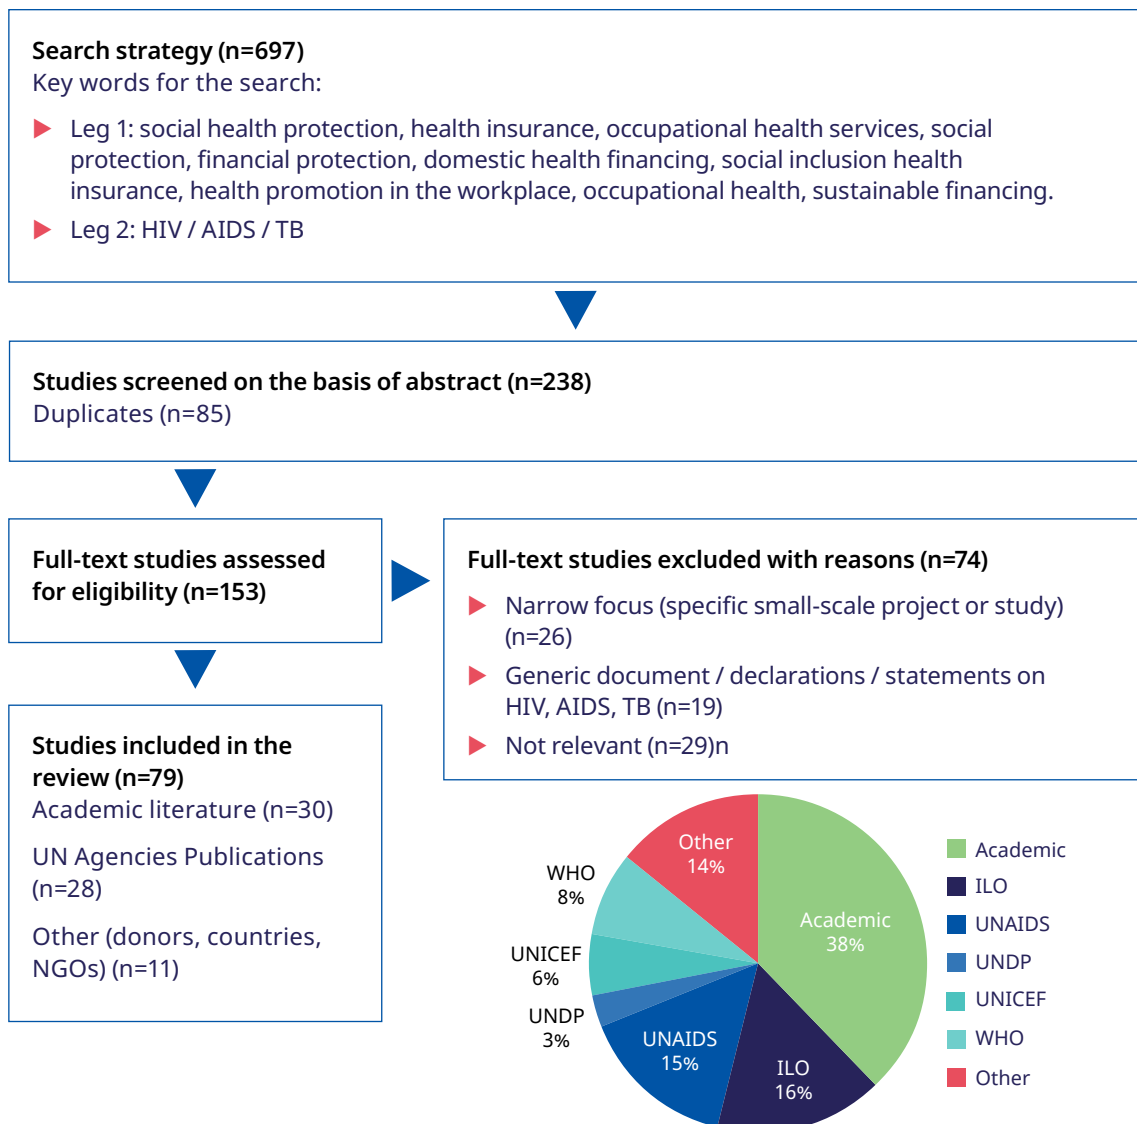 Search strategy (n=697)
Key words for the search:
Leg 1: social health protection, health insurance, occupational health services, social
protection, financial protection, domestic health financing, social inclusion health
insurance, health promotion in the workplace, occupational health, sustainable financing.
Leg 2: HIV / AIDS / TB
Studies screened on the basis of abstract (n=238)
Duplicates (n=85)
Full-text studies assessed
for eligibility (n=153)
Full-text studies excluded with reasons (n=74)
Narrow focus (specific small-scale project or study)
(n=26)
Generic document / declarations / statements on
HIV, AIDS, TB (n=19)
Not relevant (n=29)n
Studies included in the
review (n=79)
Academic literature (n=30)
UN Agencies Publications
(n=28)
Other (donors, countries,
NGOs) (n=11)
Other
14%
WHO
8%
UNICEF
6%
UNDP
3%
UNAIDS
15%
ILO
16%
Academic
38%
Academic
ILO
UNAIDS
UNDP
UNICEF
WHO
Other